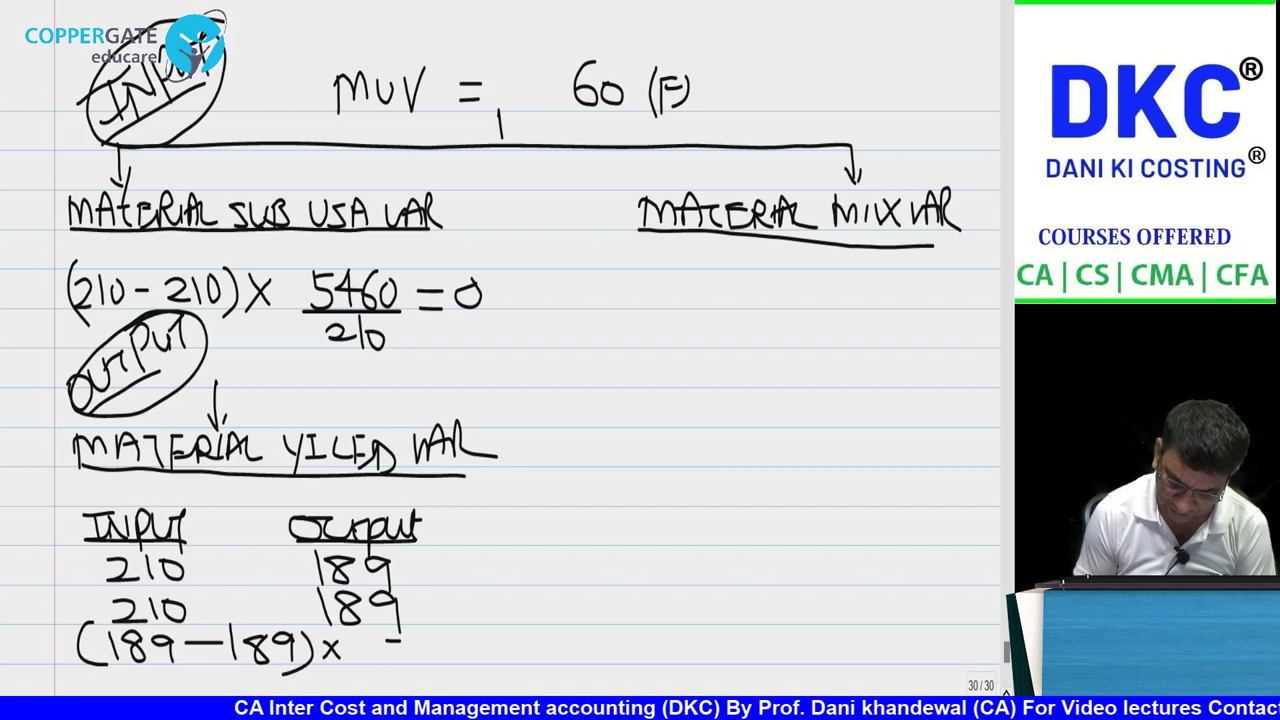 COPPERGATE
educare
INPUT
MUV = 60 (F)
MATERIAL SUB USA VAR
MATERIAL MIX VAR
(210 - 210) X 5460 = 0
210
OUTPUT
MATERIAL YILED VAR
INPUT OUTPUT
210 189
210 189
(189 - 189) x
30 / 30
DKC®
DANI KI COSTING®
COURSES OFFERED
CA | CS | CMA | CFA
CA Inter Cost and Management accounting (DKC) By Prof. Dani khandewal (CA) For Video lectures Contac